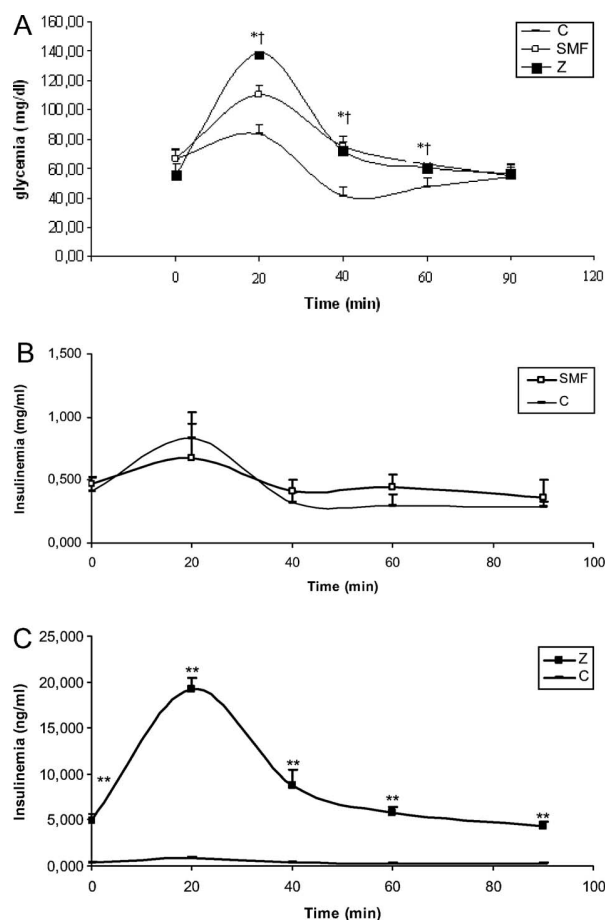 A
glycemia ( mg/dl)
160,00
140,00
120,00
100,00
80,00
60,00
40,00
20,00
0,00
*†
*†
*†
C
SMF
Z
0 20 40 60 90 120
Time (min)
B
Insulinemia (mg/ml)
1,500
1,000
0,500
0,000
SMF
C
0 20 40 60 80 100
Time (min)
C
Insulinemia (ng/ml)
25,000
20,000
15,000
10,000
5,000
0,000
**
**
**
**
**
Z
C
0 20 40 60 80 100
Time (min)